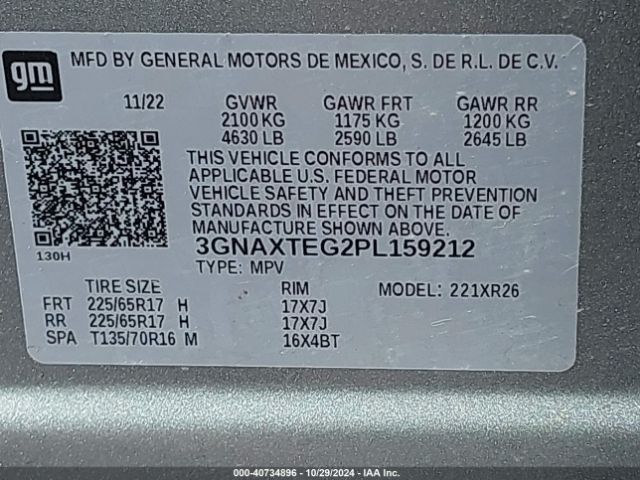 gm
MFD BY GENERAL MOTORS DE MEXICO, S. DE R.L. DE C.V.
11/22 GVWR GAWR FRT GAWR RR
2100 KG 1175 KG 1200 KG
4630 LB 2590 LB 2645 LB
THIS VEHICLE CONFORMS TO ALL
APPLICABLE U.S. FEDERAL MOTOR
VEHICLE SAFETY AND THEFT PREVENTION
STANDARDS IN EFFECT ON THE DATE OF
MANUFACTURE SHOWN ABOVE.
130H 3GNAXTEG2PL159212
TYPE: MPV
TIRE SIZE RIM MODEL: 221XR26
FRT 225/65R17 H 17X7J
RR 225/65R17 H 17X7J
SPA T135/70R16 M 16X4BT
000-40734896 - 10/29/2024 - IAA Inc.